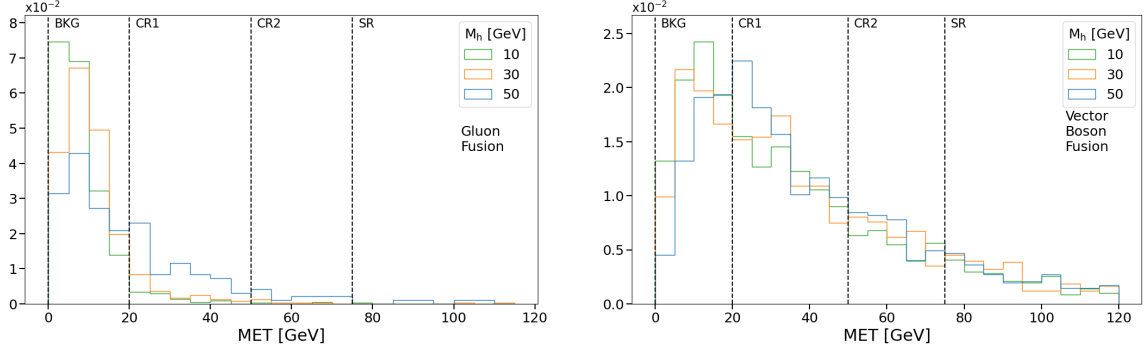 x10⁻²
BKG
CR1
CR2
SR
8
7
6
5
4
3
2
1
0
M_h [GeV]
10
30
50
Gluon
Fusion
0
20
40
60
80
100
120
MET [GeV]
x10⁻²
BKG
CR1
CR2
SR
2.5
2.0
1.5
1.0
0.5
0.0
M_h [GeV]
10
30
50
Vector
Boson
Fusion
0
20
40
60
80
100
120
MET [GeV]